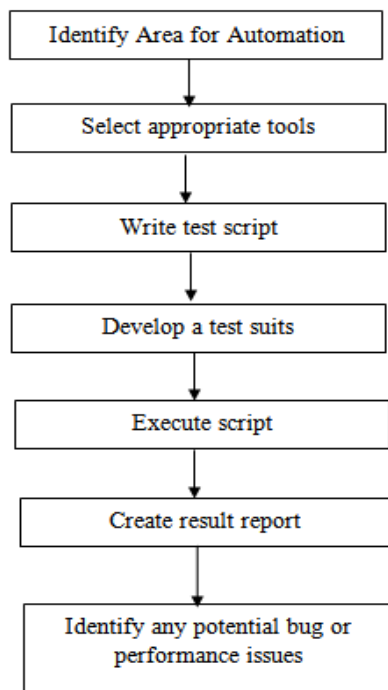 Identify Area for Automation
Select appropriate tools
Write test script
Develop a test suits
Execute script
Create result report
Identify any potential bug or
performance issues